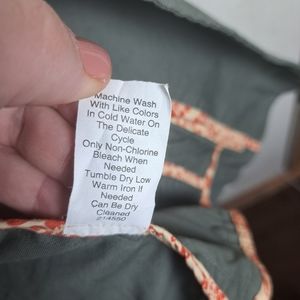 Machine Wash
With Like Colors
In Cold Water On
The Delicate
Cycle
Only Non-Chlorine
Bleach When
Needed
Tumble Dry Low
Warm Iron If
Needed
Can Be Dry
Cleaned
214550